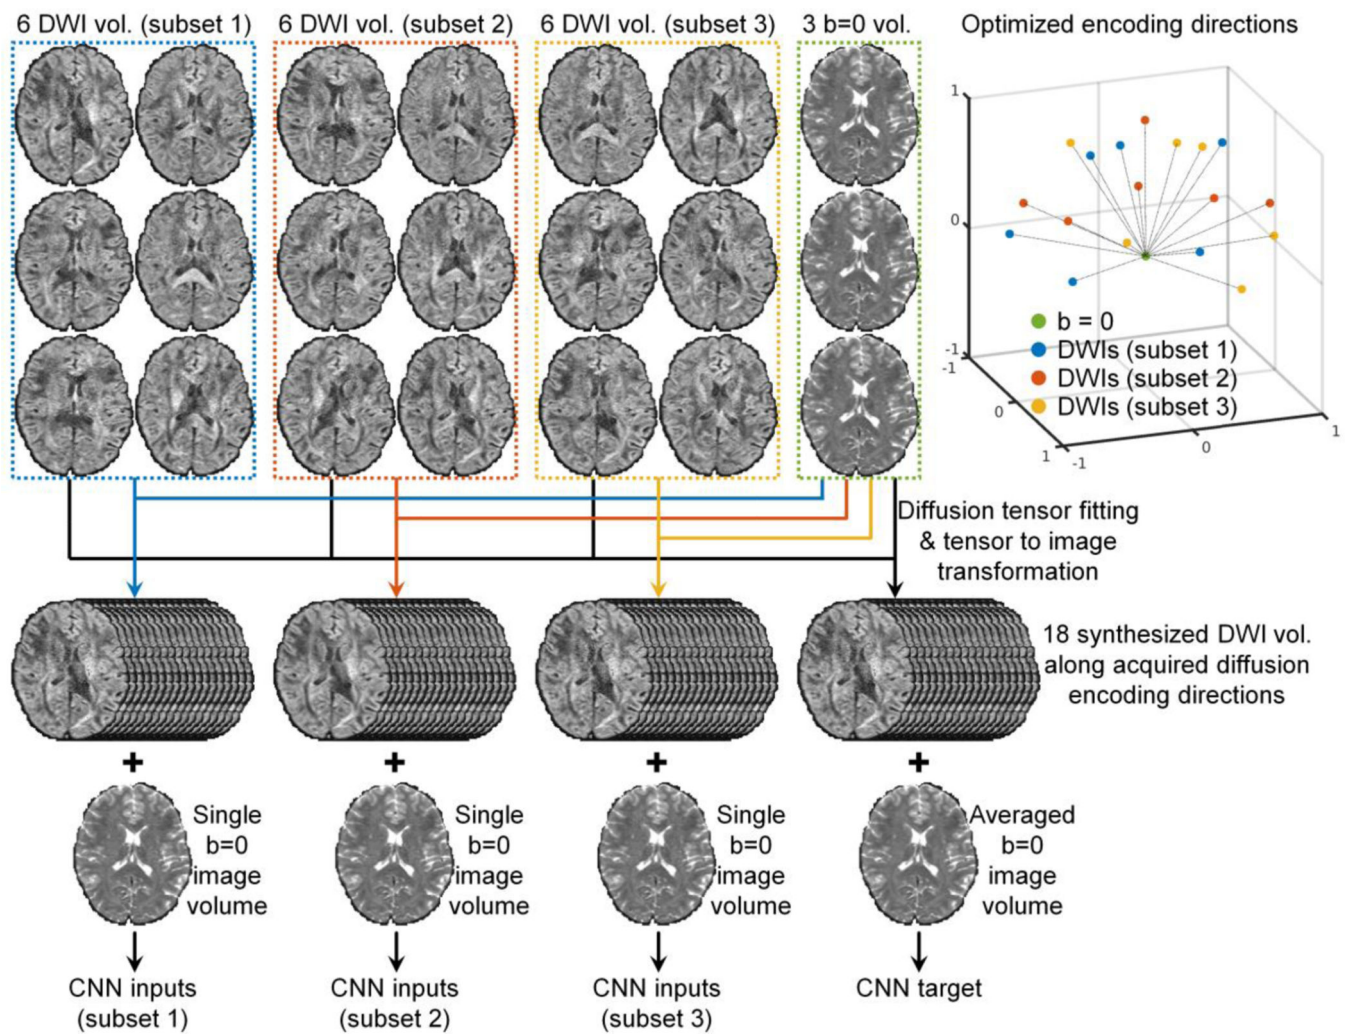 6 DWI vol. (subset 1)
6 DWI vol. (subset 2)
6 DWI vol. (subset 3)
3 b=0 vol.
Optimized encoding directions
1
0
-1
-1
0
1
-1
0
1
b = 0
DWIs (subset 1)
DWIs (subset 2)
DWIs (subset 3)
Diffusion tensor fitting
& tensor to image
transformation
18 synthesized DWI vol.
along acquired diffusion
encoding directions
+
+
+
+
Single
b=0
image
volume
Single
b=0
image
volume
Single
b=0
image
volume
Averaged
b=0
image
volume
CNN inputs
(subset 1)
CNN inputs
(subset 2)
CNN inputs
(subset 3)
CNN target